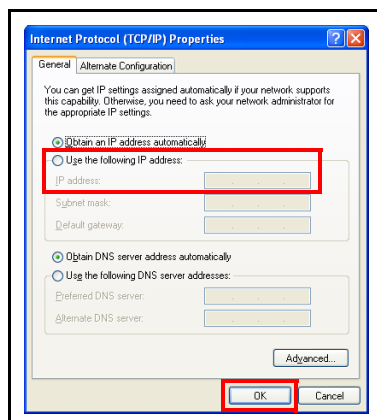 Internet Protocol (TCP/IP) Properties
General Alternate Configuration
You can get IP settings assigned automatically if your network supports
this capability. Otherwise, you need to ask your network administrator for
the appropriate IP settings.
Obtain an IP address automatically
Use the following IP address:
IP address:
Subnet mask:
Default gateway:
Obtain DNS server address automatically
Use the following DNS server addresses:
Preferred DNS server:
Alternate DNS server:
Advanced...
OK Cancel